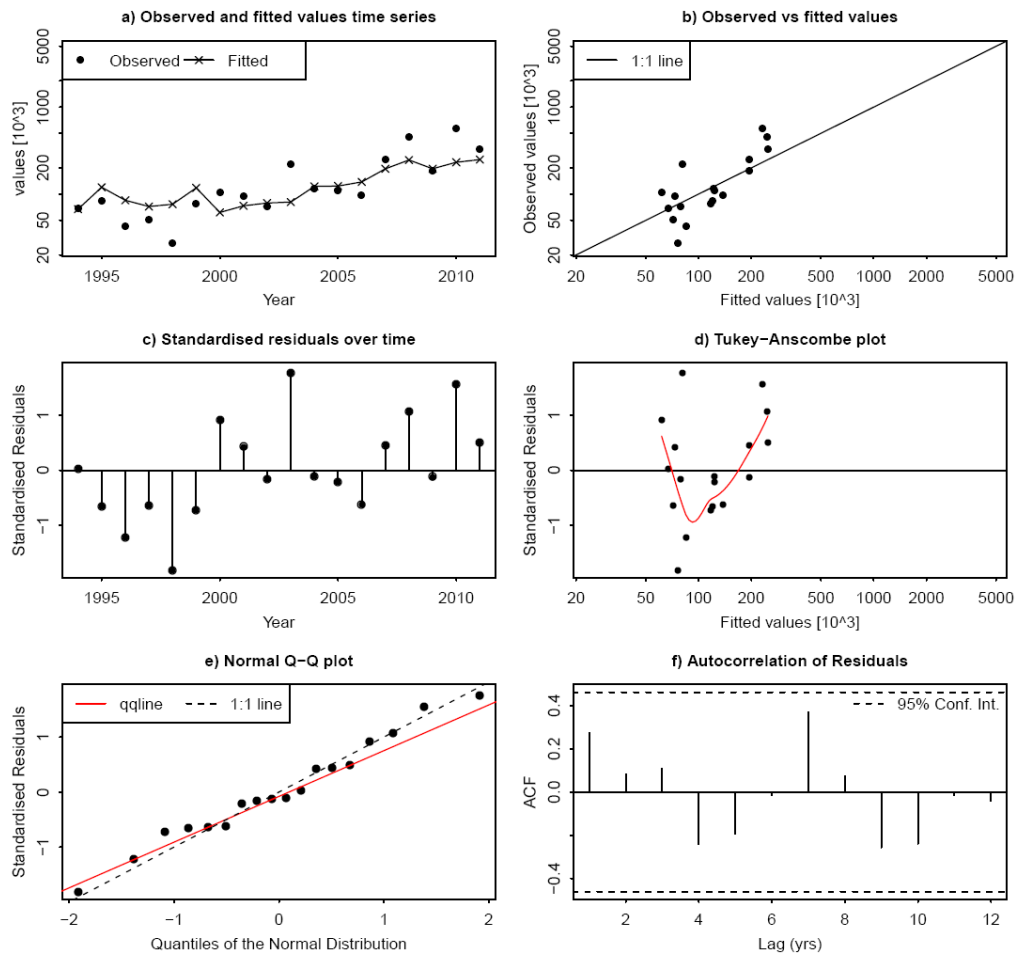 a) Observed and fitted values time series
Observed
Fitted
values [10^3]
5000
1000
200
50
20
1995
2000
2005
2010
Year
b) Observed vs fitted values
1:1 line
Observed values [10^3]
5000
1000
200
50
20
20
50
100
200
500
1000
2000
5000
Fitted values [10^3]
c) Standardised residuals over time
Standardised Residuals
1
0
−1
1995
2000
2005
2010
Year
d) Tukey−Anscombe plot
Standardised Residuals
1
0
−1
20
50
100
200
500
1000
2000
5000
Fitted values [10^3]
e) Normal Q−Q plot
qqline
1:1 line
Standardised Residuals
1
0
−1
−2
−1
0
1
2
Quantiles of the Normal Distribution
f) Autocorrelation of Residuals
95% Conf. Int.
ACF
0.4
0.2
0.0
−0.4
2
4
6
8
10
12
Lag (yrs)